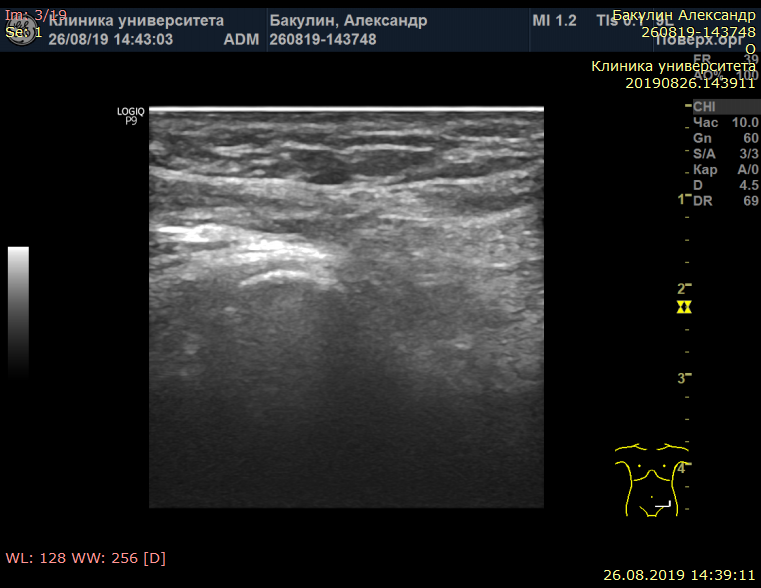 Im: 3/19
Se: 1
Клиника университета
26/08/19 14:43:03 ADM
Бакулин, Александр
260819-143748
MI 1.2 TIs 0.1 9L
Поверх.орг
Бакулин Александр
260819-143748
O
Клиника университета
20190826.143911
FR 39
AO% 100
CHI
Час 10.0
Gn 60
S/A 3/3
Кар A/0
D 4.5
DR 69
LOGIQ
P9
1
2
3
4
WL: 128 WW: 256 [D]
26.08.2019 14:39:11